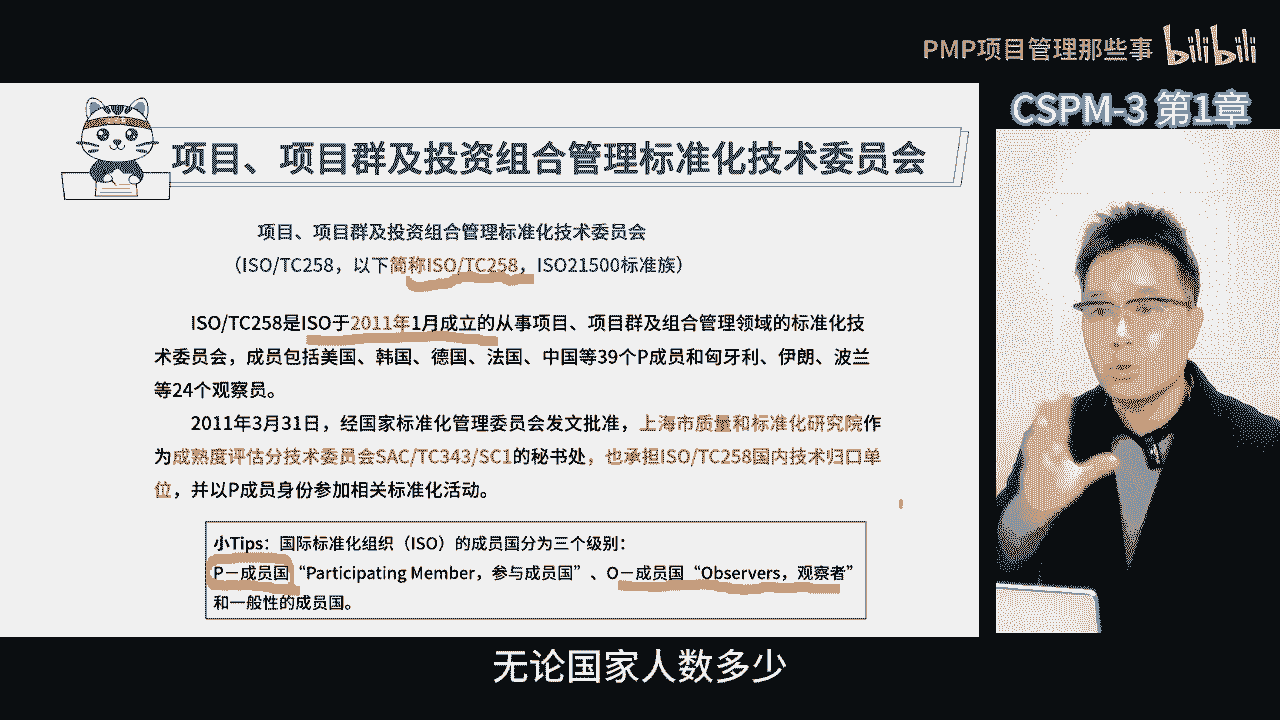 PMP项目管理那些事 bilibili
CSPM-3 第1章
项目、项目群及投资组合管理标准化技术委员会
项目、项目群及投资组合管理标准化技术委员会
（ISO/TC258，以下简称ISO/TC258，ISO21500标准族）
ISO/TC258是ISO于2011年1月成立的从事项目、项目群及组合管理领域的标准化技
术委员会，成员包括美国、韩国、德国、法国、中国等39个P成员和匈牙利、伊朗、波兰
等24个观察员。
2011年3月31日，经国家标准化管理委员会发文批准，上海市质量和标准化研究院作
为成熟度评估分技术委员会SAC/TC343/SC1的秘书处，也承担ISO/TC258国内技术归口单
位，并以P成员身份参加相关标准化活动。
小Tips：国际标准化组织（ISO）的成员国分为三个级别：
P－成员国“Participating Member，参与成员国”、O－成员国“Observers，观察者”
和一般性的成员国。
无论国家人数多少